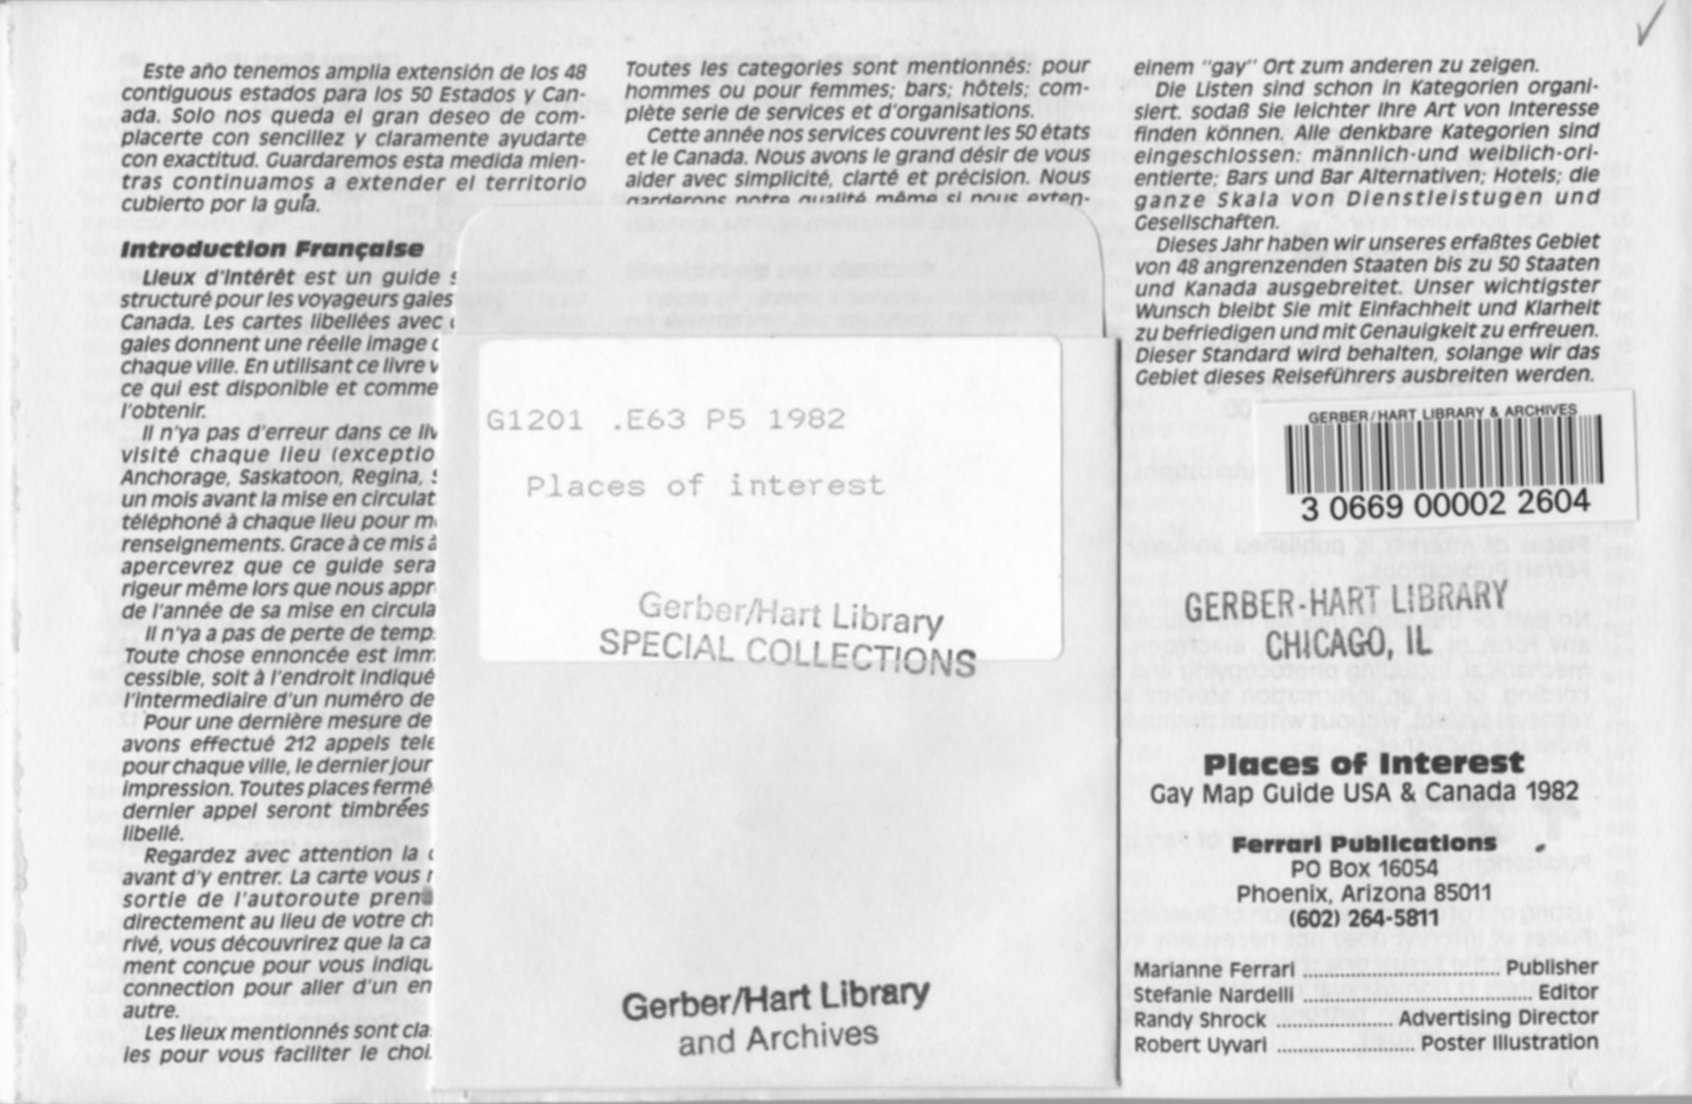 Este año tenemos amplia extensión de los 48
contiguous estados para los 50 Estados y Can-
ada. Solo nos queda el gran deseo de com-
placerte con sencillez y claramente ayudarte
con exactitud. Guardaremos esta medida mien-
tras continuamos a extender el territorio
cubierto por la guía.
Introduction Française
Lieux d'Intérêt est un guide
structuré pour les voyageurs gaies
Canada. Les cartes libellées avec
gaies donnent une réelle image
chaque ville. En utilisant ce livre
ce qui est disponible et comme
l'obtenir.
Il n'ya pas d'erreur dans ce
visité chaque lieu (exceptio
Anchorage, Saskatoon, Regina,
un mois avant la mise en circulat
téléphoné à chaque lieu pour
renseignements. Grace à ce mis
apercevrez que ce guide sera
rigeur même lors que nous appr
de l'année de sa mise en circula
Il n'ya a pas de perte de temp
Toute chose ennoncée est imm
cessible, soit à l'endroit indiqué
l'intermediaire d'un numéro de
Pour une dernière mesure de
avons effectué 212 appels tele
pour chaque ville, le dernier jour
impression. Toutes places fermé
dernier appel seront timbrées
libellé.
Regardez avec attention la
avant d'y entrer. La carte vous
sortie de l'autoroute pren
directement au lieu de votre ch
rivé, vous découvrirez que la ca
ment conçue pour vous indiqu
connection pour aller d'un en
autre.
Les lieux mentionnés sont cla
les pour vous faciliter le choi
Toutes les categories sont mentionnés: pour
hommes ou pour femmes; bars; hôtels; com-
plète serie de services et d'organisations.
Cette année nos services couvrent les 50 états
et le Canada. Nous avons le grand désir de vous
aider avec simplicité, clarté et précision. Nous
garderons notre qualité même si nous exten-
G1201 .E63 P5 1982
Places of interest
Gerber/Hart Library
SPECIAL COLLECTIONS
Gerber/Hart Library
and Archives
einem "gay" Ort zum anderen zu zeigen.
Die Listen sind schon in Kategorien organi-
siert. sodaß Sie leichter Ihre Art von Interesse
finden können. Alle denkbare Kategorien sind
eingeschlossen: männlich-und weiblich-ori-
entierte; Bars und Bar Alternativen; Hotels; die
ganze Skala von Dienstleistugen und
Gesellschaften.
Dieses Jahr haben wir unseres erfaßtes Gebiet
von 48 angrenzenden Staaten bis zu 50 Staaten
und Kanada ausgebreitet. Unser wichtigster
Wunsch bleibt Sie mit Einfachheit und Klarheit
zu befriedigen und mit Genauigkeit zu erfreuen.
Dieser Standard wird behalten, solange wir das
Gebiet dieses Reiseführers ausbreiten werden.
GERBER/HART LIBRARY & ARCHIVES
3 0669 00002 2604
GERBER-HART LIBRARY
CHICAGO, IL
Places of Interest
Gay Map Guide USA & Canada 1982
Ferrari Publications
PO Box 16054
Phoenix, Arizona 85011
(602) 264-5811
Marianne Ferrari ................................. Publisher
Stefanie Nardelli ...................................... Editor
Randy Shrock .................... Advertising Director
Robert Uyvari ....................... Poster Illustration